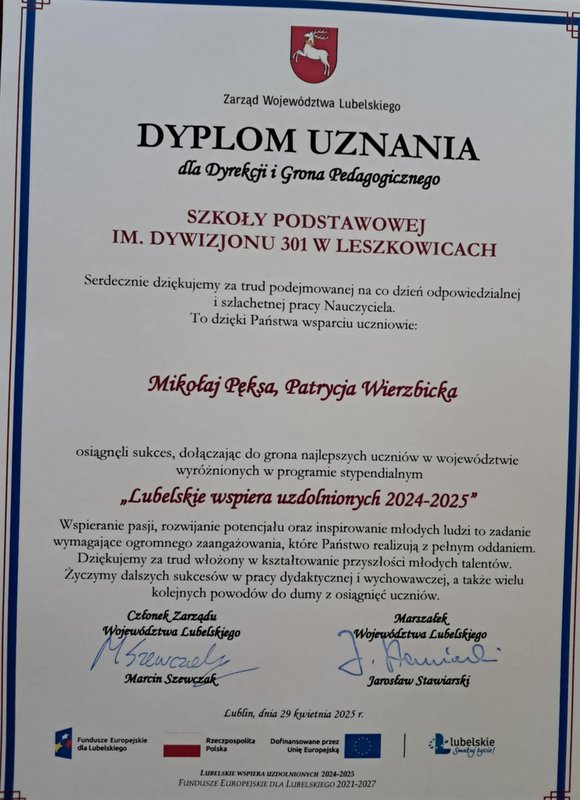 Zarząd Województwa Lubelskiego
DYPLOM UZNANIA
dla Dyrekcji i Grona Pedagogicznego
SZKOŁY PODSTAWOWEJ
IM. DYWIZJONU 301 W LESZKOWICACH
Serdecznie dziękujemy za trud podejmowanej na co dzień odpowiedzialnej
i szlachetnej pracy Nauczyciela.
To dzięki Państwa wsparciu uczniowie:
Mikołaj Pęksa, Patrycja Wierzbicka
osiągnęli sukces, dołączając do grona najlepszych uczniów w województwie
wyróżnionych w programie stypendialnym
„Lubelskie wspiera uzdolnionych 2024-2025”
Wspieranie pasji, rozwijanie potencjału oraz inspirowanie młodych ludzi to zadanie
wymagające ogromnego zaangażowania, które Państwo realizują z pełnym oddaniem.
Dziękujemy za trud włożony w kształtowanie przyszłości młodych talentów.
Życzymy dalszych sukcesów w pracy dydaktycznej i wychowawczej, a także wielu
kolejnych powodów do dumy z osiągnięć uczniów.
Członek Zarządu
Województwa Lubelskiego
M Szewczak
Marcin Szewczak
Marszałek
Województwa Lubelskiego
J. Stawiarski
Jarosław Stawiarski
Lublin, dnia 29 kwietnia 2025 r.
Fundusze Europejskie
dla Lubelskiego
Rzeczpospolita
Polska
Dofinansowane przez
Unię Europejską
lubelskie
Smakuj życie!
LUBELSKIE WSPIERA UZDOLNIONYCH 2024-2025
FUNDUSZE EUROPEJSKIE DLA LUBELSKIEGO 2021-2027